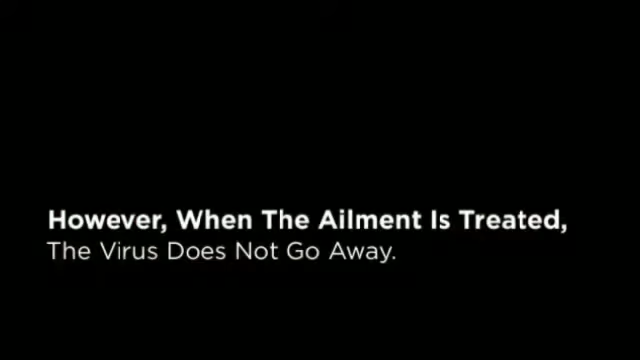 However, When The Ailment Is Treated,
The Virus Does Not Go Away.